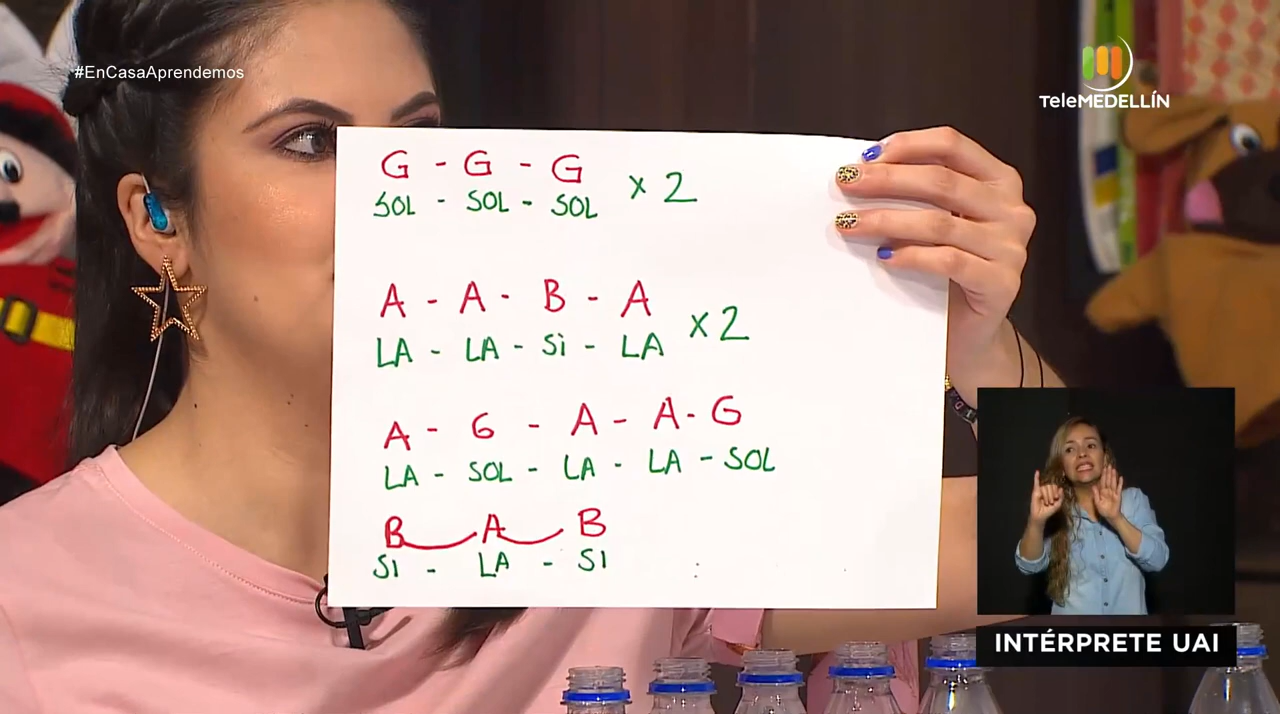 #EnCasaAprendemos
TeleMEDELLÍN
G - G - G
SOL - SOL - SOL x 2
A - A - B - A
LA - LA - Sì - LA x 2
A - G - A - A - G
LA - SOL - LA - LA - SOL
B A B
SI - LA - SI
INTÉRPRETE UAI